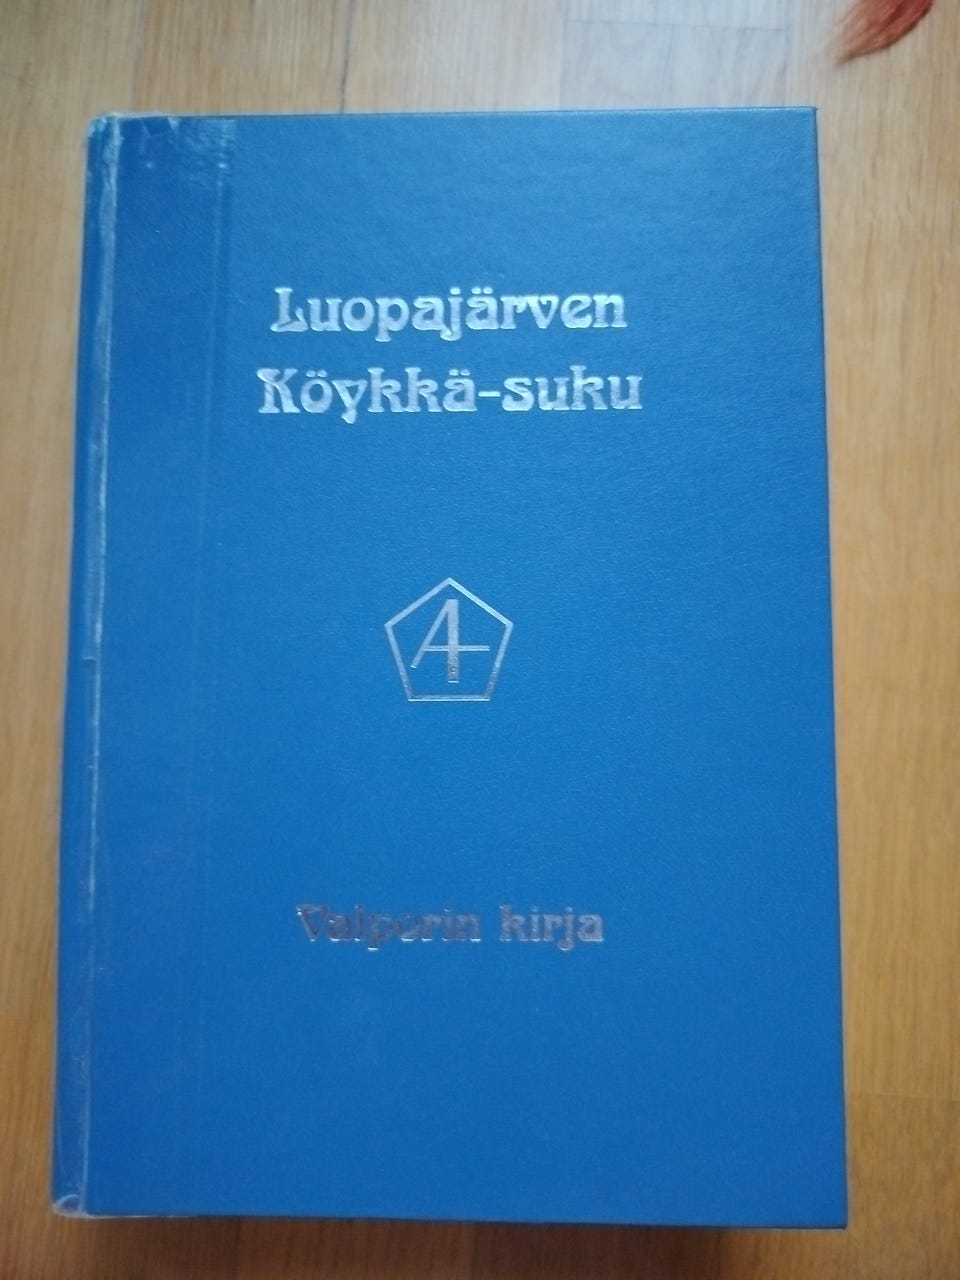 Luopajärven
Köykkä-suku
A
Valporin kirja